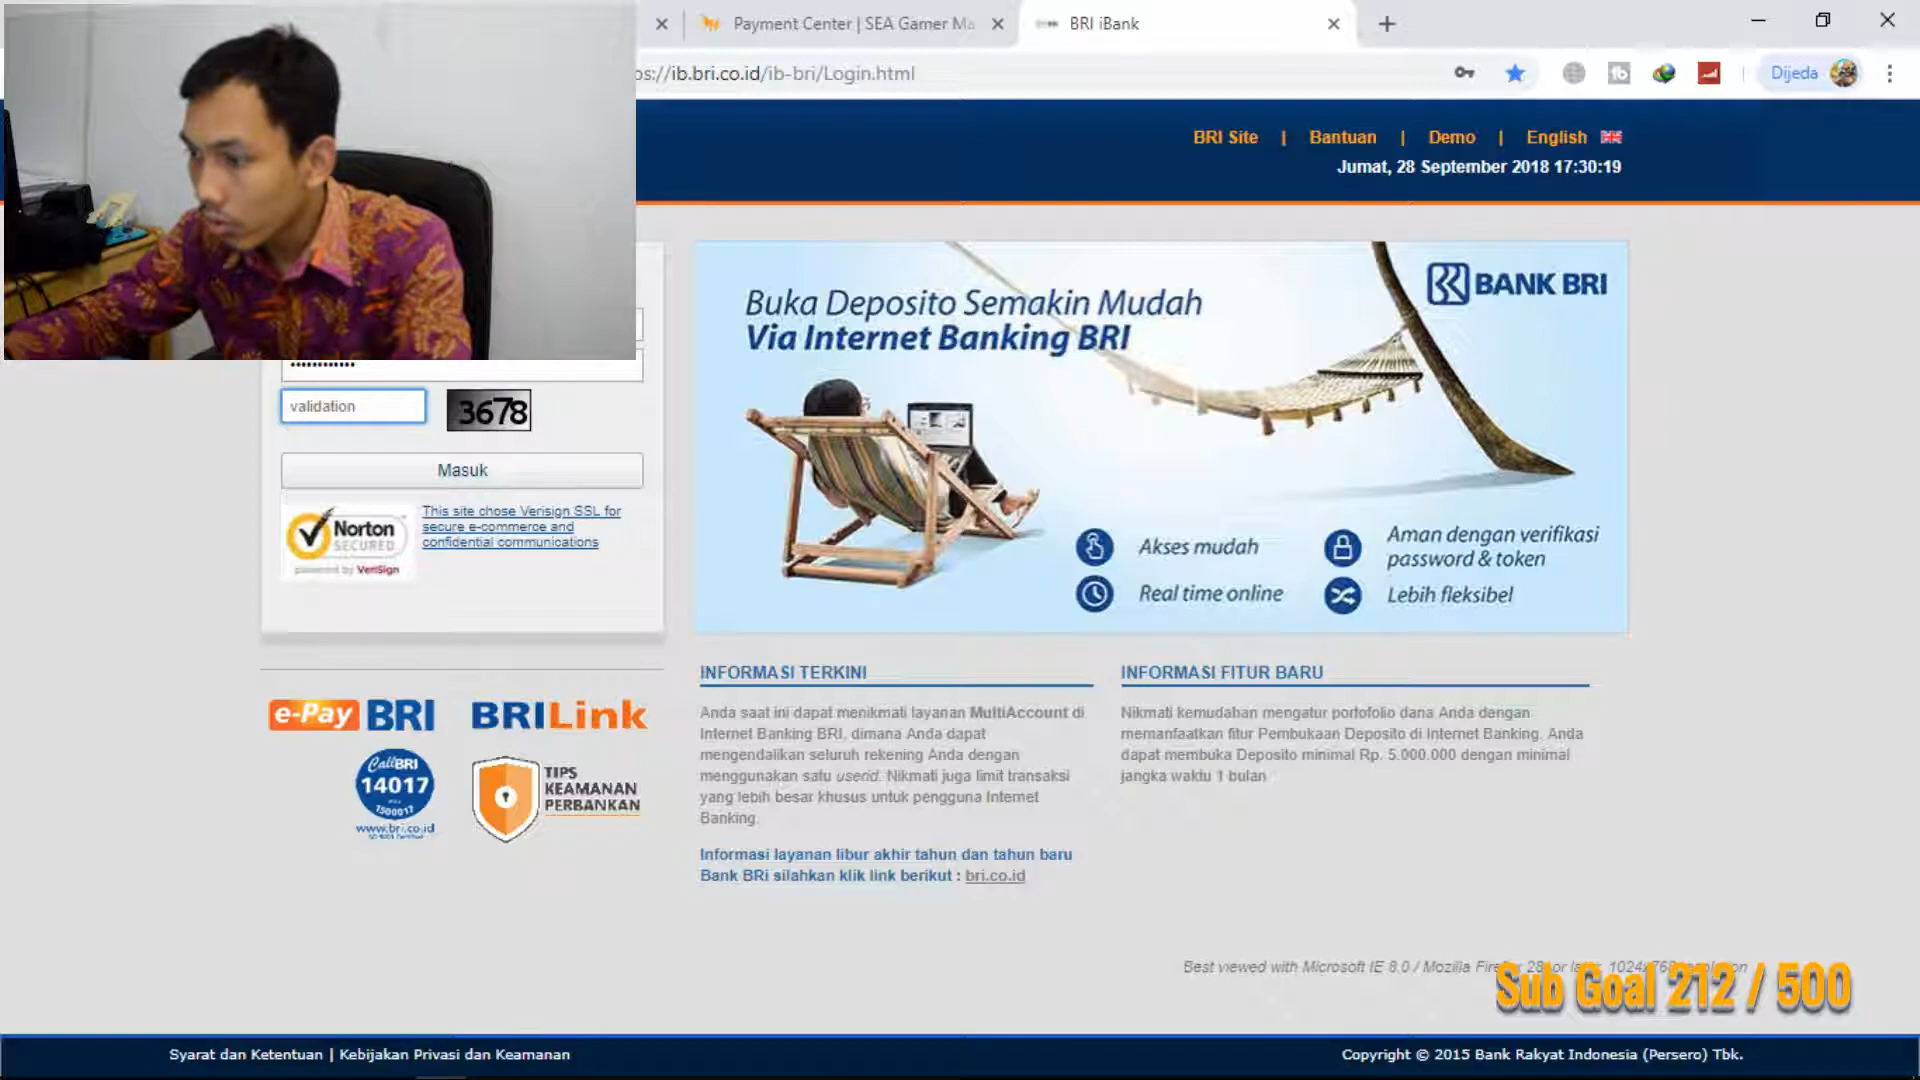 Payment Center | SEA Gamer Ma
BRI iBank
ps://ib.bri.co.id/ib-bri/Login.html
Dijeda
BRI Site | Bantuan | Demo | English
Jumat, 28 September 2018 17:30:19
validation
3678
Masuk
Norton
SECURED
powered by VeriSign
This site chose Verisign SSL for
secure e-commerce and
confidential communications
Buka Deposito Semakin Mudah
Via Internet Banking BRI
BANK BRI
Akses mudah
Real time online
Aman dengan verifikasi
password & token
Lebih fleksibel
e-Pay BRI
BRILink
CallBRI
14017
1500017
www.bri.co.id
TIPS
KEAMANAN
PERBANKAN
INFORMASI TERKINI
Anda saat ini dapat menikmati layanan MultiAccount di
Internet Banking BRI, dimana Anda dapat
mengendalikan seluruh rekening Anda dengan
menggunakan satu userid. Nikmati juga limit transaksi
yang lebih besar khusus untuk pengguna Internet
Banking.
Informasi layanan libur akhir tahun dan tahun baru
Bank BRi silahkan klik link berikut : bri.co.id
INFORMASI FITUR BARU
Nikmati kemudahan mengatur portofolio dana Anda dengan
memanfaatkan fitur Pembukaan Deposito di Internet Banking. Anda
dapat membuka Deposito minimal Rp. 5.000.000 dengan minimal
jangka waktu 1 bulan
Best viewed with Microsoft IE 8.0 / Mozilla Firefox 28 or later, 1024x768 resolution
Sub Goal 212 / 500
Syarat dan Ketentuan | Kebijakan Privasi dan Keamanan
Copyright © 2015 Bank Rakyat Indonesia (Persero) Tbk.